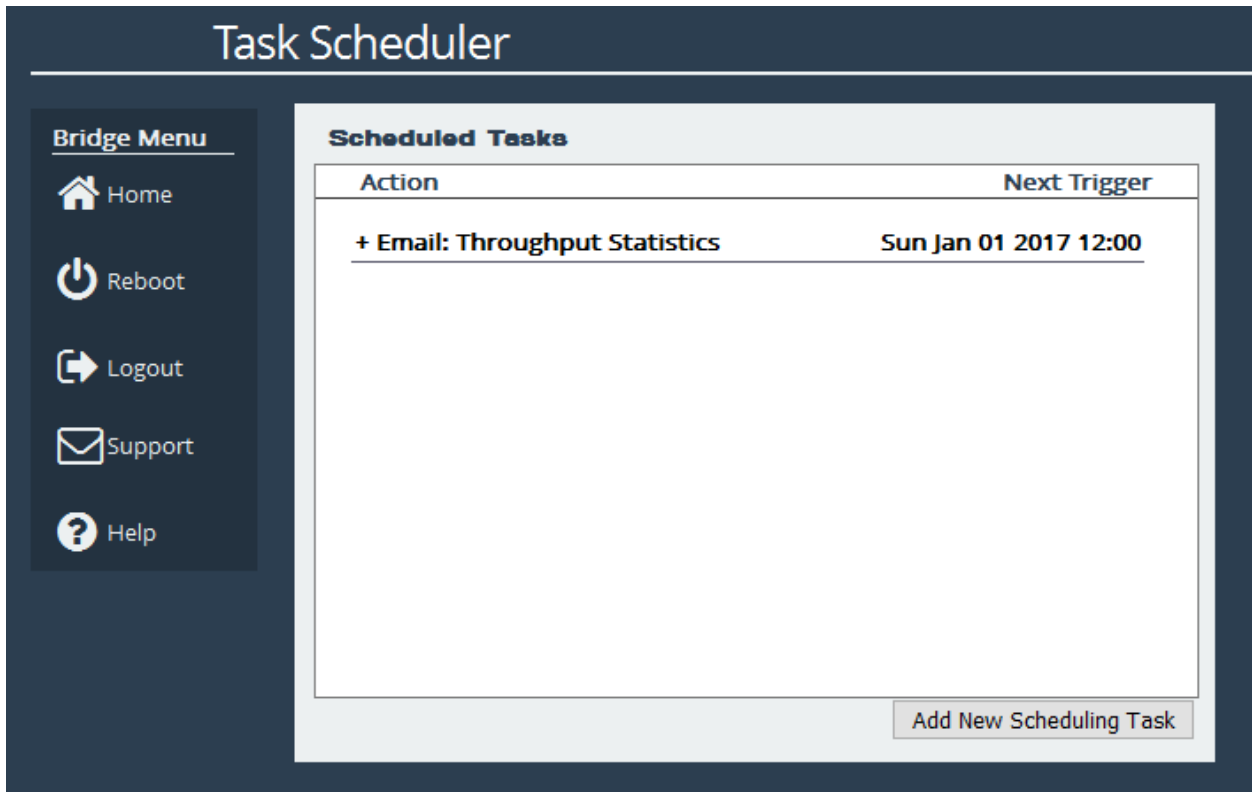 Task Scheduler
Bridge Menu
Home
Reboot
Logout
Support
Help
Scheduled Tasks
Action Next Trigger
+ Email: Throughput Statistics Sun Jan 01 2017 12:00
Add New Scheduling Task